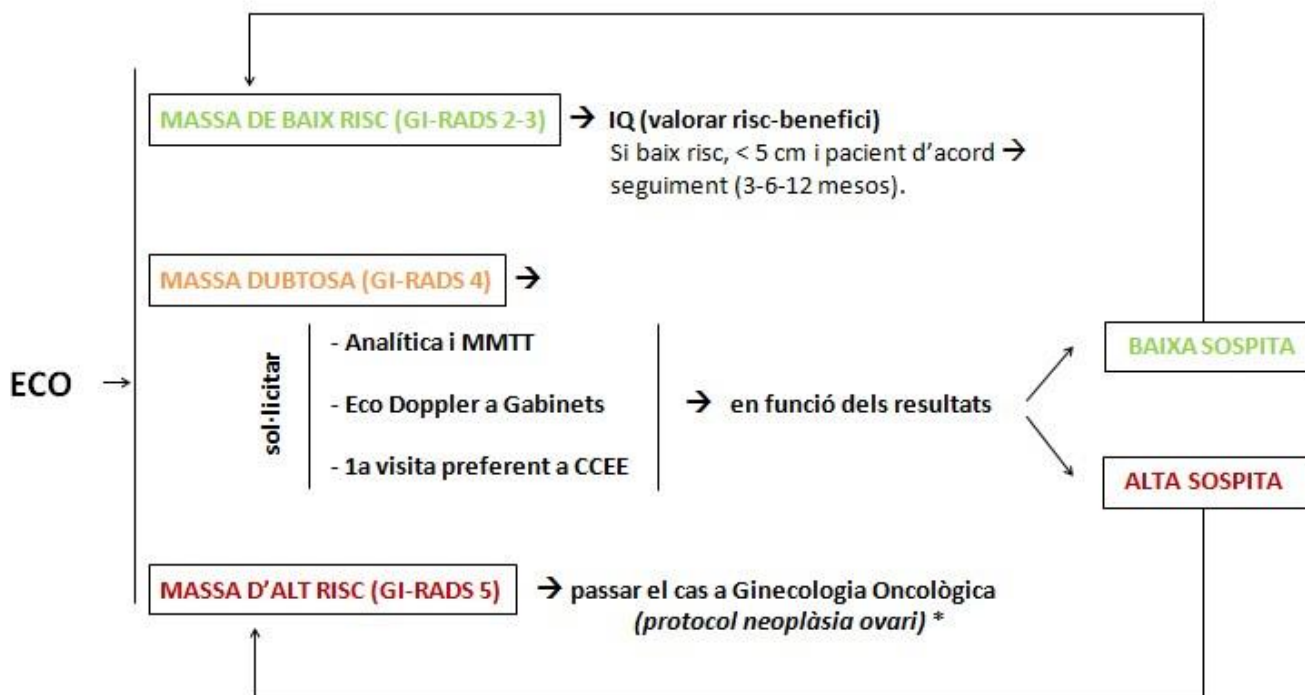 MASSA DE BAIX RISC (GI-RADS 2-3) → IQ (valorar risc-benefici)
Si baix risc, < 5 cm i pacient d'acord →
seguiment (3-6-12 mesos).
MASSA DUBTOSA (GI-RADS 4) →
ECO →
sol·licitar
- Analítica i MMTT
- Eco Doppler a Gabinets
- 1a visita preferent a CCEE
→ en funció dels resultats
BAIXA SOSPITA
ALTA SOSPITA
MASSA D'ALT RISC (GI-RADS 5) → passar el cas a Ginecologia Oncològica
(protocol neoplàsia ovari) *